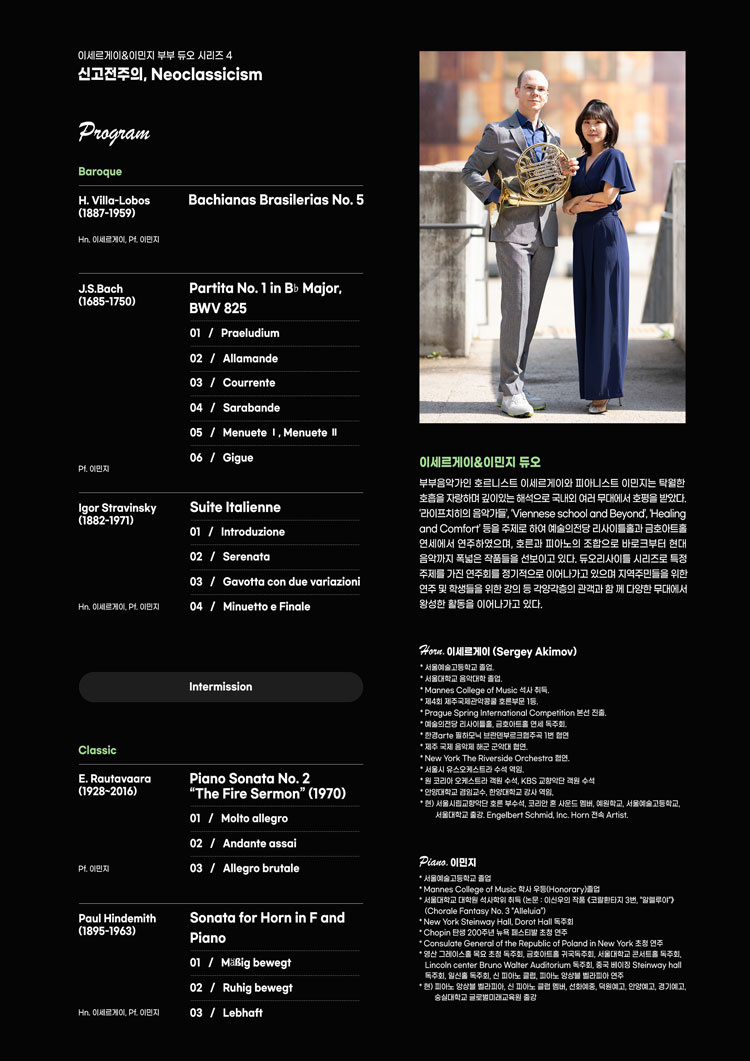 이세르게이&이민지 부부 듀오 시리즈 4
신고전주의, Neoclassicism
Program
Baroque
H. Villa-Lobos
(1887-1959)
Bachianas Brasilerias No. 5
Hn. 이세르게이, Pf. 이민지
J.S.Bach
(1685-1750)
Partita No. 1 in B♭ Major,
BWV 825
01 / Praeludium
02 / Allamande
03 / Courrente
04 / Sarabande
05 / Menuete Ⅰ, Menuete Ⅱ
06 / Gigue
Pf. 이민지
Igor Stravinsky
(1882-1971)
Suite Italienne
01 / Introduzione
02 / Serenata
03 / Gavotta con due variazioni
04 / Minuetto e Finale
Hn. 이세르게이, Pf. 이민지
Intermission
Classic
E. Rautavaara
(1928~2016)
Piano Sonata No. 2
“The Fire Sermon” (1970)
01 / Molto allegro
02 / Andante assai
03 / Allegro brutale
Pf. 이민지
Paul Hindemith
(1895-1963)
Sonata for Horn in F and
Piano
01 / Mäßig bewegt
02 / Ruhig bewegt
03 / Lebhaft
Hn. 이세르게이, Pf. 이민지
이세르게이&이민지 듀오
부부음악가인 호르니스트 이세르게이와 피아니스트 이민지는 탁월한
호흡을 자랑하며 깊이있는 해석으로 국내외 여러 무대에서 호평을 받았다.
‘라이프치히의 음악가들’, ‘Viennese school and Beyond’, ‘Healing
and Comfort’ 등을 주제로 하여 예술의전당 리사이틀홀과 금호아트홀
연세에서 연주하였으며, 호른과 피아노의 조합으로 바로크부터 현대
음악까지 폭넓은 작품들을 선보이고 있다. 듀오리사이틀 시리즈로 특정
주제를 가진 연주회를 정기적으로 이어나가고 있으며 지역주민들을 위한
연주 및 학생들을 위한 강의 등 각양각층의 관객과 함 께 다양한 무대에서
왕성한 활동을 이어나가고 있다.
Horn. 이세르게이 (Sergey Akimov)
* 서울예술고등학교 졸업.
* 서울대학교 음악대학 졸업.
* Mannes College of Music 석사 취득.
* 제4회 제주국제관악콩쿨 호른부문 1등.
* Prague Spring International Competition 본선 진출.
* 예술의전당 리사이틀홀, 금호아트홀 연세 독주회.
* 한경arte 필하모닉 브란덴부르크협주곡 1번 협연
* 제주 국제 음악제 해군 군악대 협연.
* New York The Riverside Orchestra 협연.
* 서울시 유스오케스트라 수석 역임.
* 원 코리아 오케스트라 객원 수석, KBS 교향악단 객원 수석
* 안양대학교 겸임교수, 한양대학교 강사 역임,
* 현) 서울시립교향악단 호른 부수석, 코리안 혼 사운드 멤버, 예원학교, 서울예술고등학교,
서울대학교 출강. Engelbert Schmid, Inc. Horn 전속 Artist.
Piano. 이민지
* 서울예술고등학교 졸업
* Mannes College of Music 학사 우등(Honorary)졸업
* 서울대학교 대학원 석사학위 취득 (논문 : 이신우의 작품 《코랄판타지 3번, “알렐루야”》
(Chorale Fantasy No. 3 "Alleluia")
* New York Steinway Hall, Dorot Hall 독주회
* Chopin 탄생 200주년 뉴욕 페스티발 초청 연주
* Consulate General of the Republic of Poland in New York 초청 연주
* 영산 그레이스홀 목요 초청 독주회, 금호아트홀 귀국독주회, 서울대학교 콘서트홀 독주회,
Lincoln center Bruno Walter Auditorium 독주회, 중국 베이징 Steinway hall
독주회, 일신홀 독주회, 신 피아노 클럽, 피아노 앙상블 벨라피아 연주
* 현) 피아노 앙상블 벨라피아, 신 피아노 클럽 멤버, 선화예중, 덕원예고, 안양예고, 경기예고,
숭실대학교 글로벌미래교육원 출강